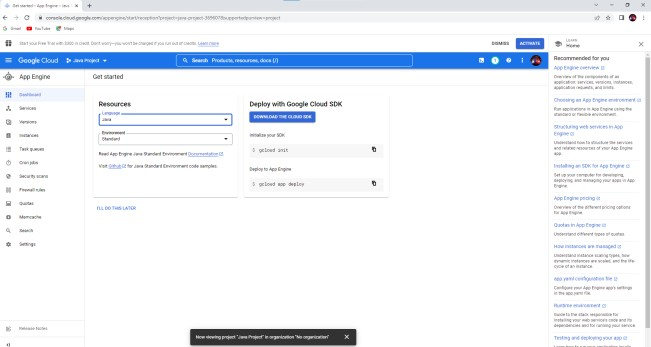 Get started – App Engine – Java
console.cloud.google.com/appengine/start/reception?project=java-project-389907&supportedpurview=project
Gmail YouTube Maps
Start your Free Trial with $300 in credit. Don't worry—you won't be charged if you run out of credits. Learn more
DISMISS ACTIVATE
Google Cloud Java Project Search Products, resources, docs (/)
App Engine
Get started
Dashboard
Services
Versions
Instances
Task queues
Cron jobs
Security scans
Firewall rules
Quotas
Memcache
Search
Settings
Release Notes
Resources
Language
Java
Environment
Standard
Read App Engine Java Standard Environment Documentation
Visit Github for Java Standard Environment code samples.
I'LL DO THIS LATER
Deploy with Google Cloud SDK
DOWNLOAD THE CLOUD SDK
Initialize your SDK
$ gcloud init
Deploy to App Engine
$ gcloud app deploy
Now viewing project "Java Project" in organization "No organization"
LEARN
Home
Recommended for you
App Engine overview
Overview of the components of an
application: services, versions, instances,
application requests, and limits.
Choosing an App Engine environment
Run applications in App Engine using the
standard or flexible environment.
Structuring web services in
App Engine
Understand how to structure the services
and related resources of your App Engine
app.
Installing an SDK for App Engine
Set up your computer for developing,
deploying, and managing your apps in App
Engine.
App Engine pricing
Overview of the different pricing options
for App Engine.
Quotas in App Engine
Understand different types of quotas.
How instances are managed
Understand instance scaling types, how
dynamic instances are scaled, and the life-
cycle of an instance.
app.yaml configuration file
Configure your App Engine app's settings
in the app.yaml file.
Runtime environment
Guide to the stack responsible for
installing your web service's code and its
dependencies and for running your service.
Testing and deploying your app